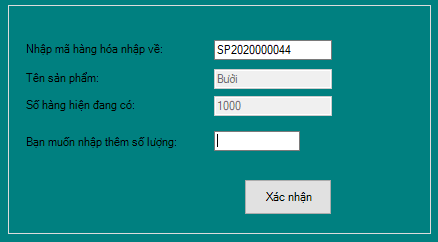 Nhập mã hàng hóa nhập về: SP2020000044
Tên sản phẩm: Bưởi
Số hàng hiện đang có: 1000
Bạn muốn nhập thêm số lượng:
Xác nhận